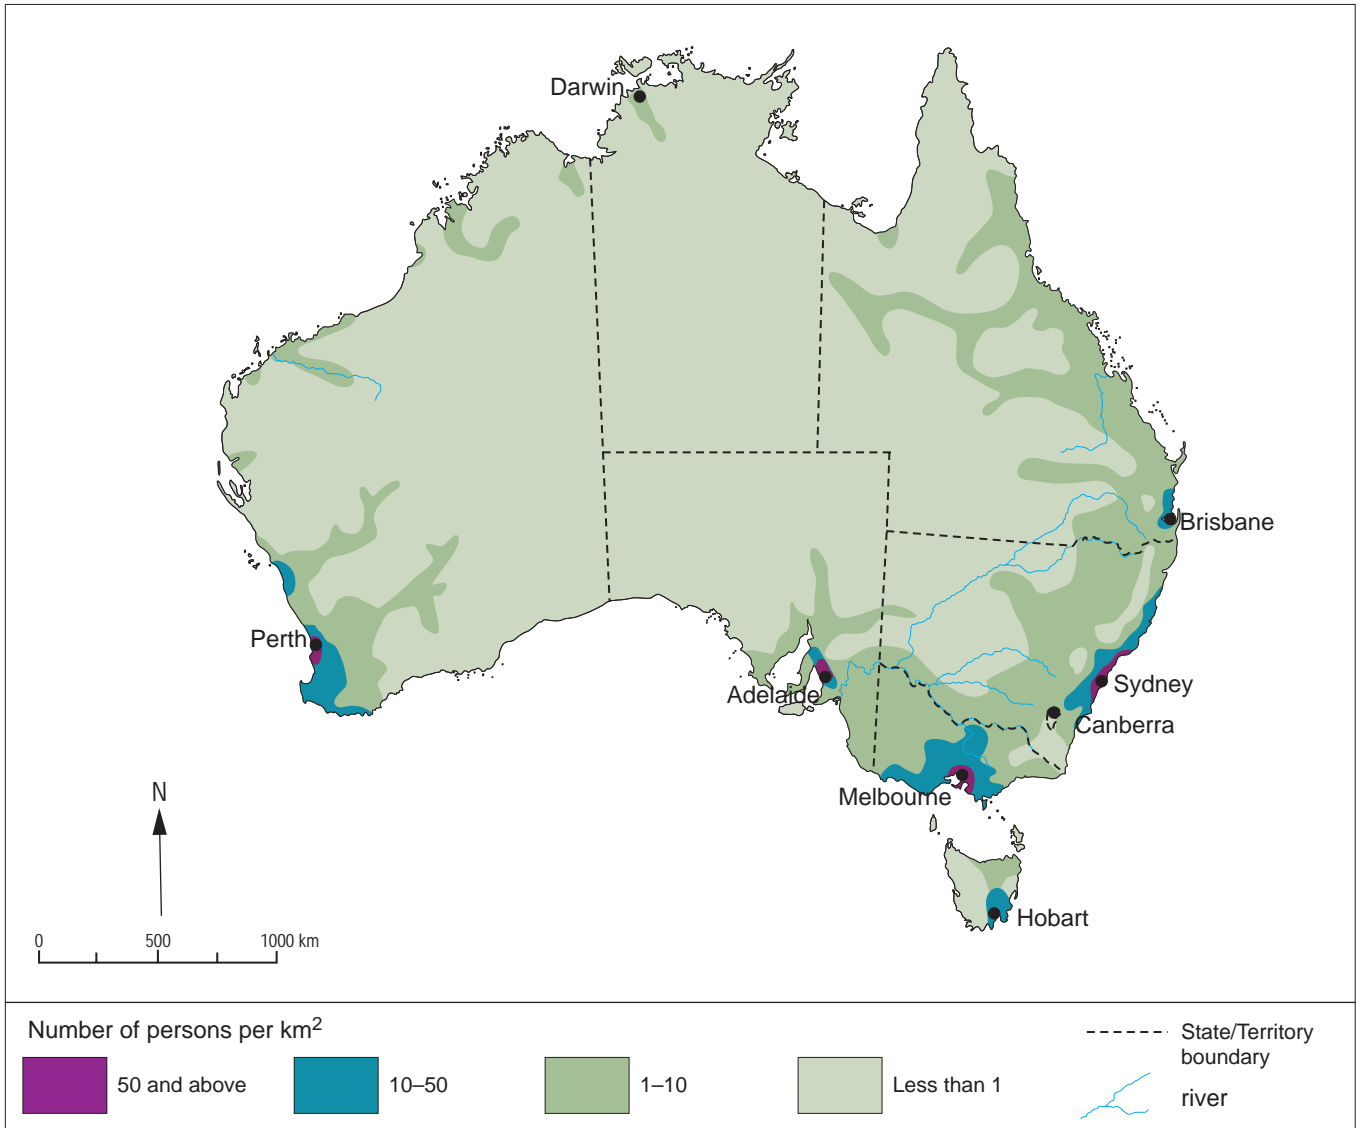 Darwin
Brisbane
Perth
Adelaide
Sydney
Canberra
Melbourne
Hobart
N
0 500 1000 km
Number of persons per km²
50 and above
10–50
1–10
Less than 1
State/Territory
boundary
river